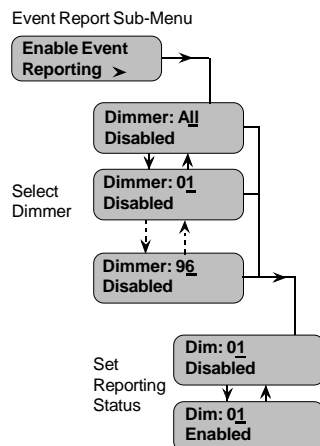 Event Report Sub-Menu
Enable Event
Reporting ➤
Dimmer: All
Disabled
Select
Dimmer
Dimmer: 01
Disabled
Dimmer: 96
Disabled
Set
Reporting
Status
Dim: 01
Disabled
Dim: 01
Enabled